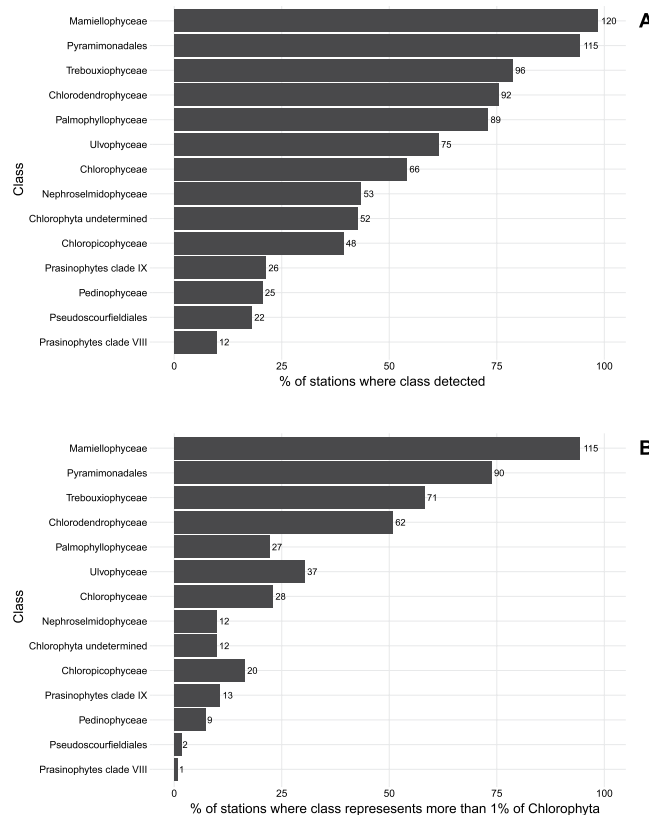 A
Class
Mamiellophyceae 120
Pyramimonadales 115
Trebouxiophyceae 96
Chlorodendrophyceae 92
Palmophyllophyceae 89
Ulvophyceae 75
Chlorophyceae 66
Nephroselmidophyceae 53
Chlorophyta undetermined 52
Chloropicophyceae 48
Prasinophytes clade IX 26
Pedinophyceae 25
Pseudoscourfieldiales 22
Prasinophytes clade VIII 12
0 25 50 75 100
% of stations where class detected
B
Class
Mamiellophyceae 115
Pyramimonadales 90
Trebouxiophyceae 71
Chlorodendrophyceae 62
Palmophyllophyceae 27
Ulvophyceae 37
Chlorophyceae 28
Nephroselmidophyceae 12
Chlorophyta undetermined 12
Chloropicophyceae 20
Prasinophytes clade IX 13
Pedinophyceae 9
Pseudoscourfieldiales 2
Prasinophytes clade VIII 1
0 25 50 75 100
% of stations where class represesents more than 1% of Chlorophyta